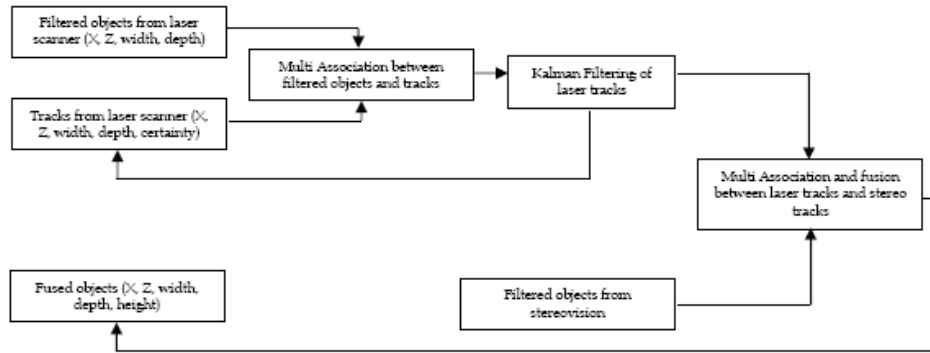 Filtered objects from laser
scanner (X, Z, width, depth)
Multi Association between
filtered objects and tracks
Kalman Filtering of
laser tracks
Tracks from laser scanner (X,
Z, width, depth, certainty)
Multi Association and fusion
between laser tracks and stereo
tracks
Fused objects (X, Z, width,
depth, height)
Filtered objects from
stereovision